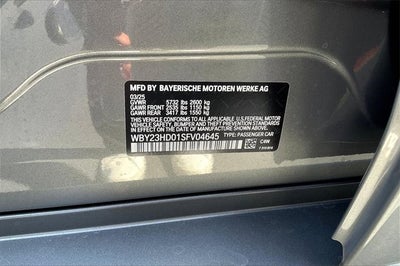 MFD BY BAYERISCHE MOTOREN WERKE AG
03/25
GVWR 5732 lbs 2600 kg
GAWR FRONT 2535 lbs 1150 kg
GAWR REAR 3417 lbs 1550 kg
THIS VEHICLE CONFORMS TO ALL APPLICABLE U.S. FEDERAL MOTOR
VEHICLE SAFETY, BUMPER, AND THEFT PREVENTION STANDARDS
IN EFFECT ON THE DATE OF MANUFACTURE SHOWN ABOVE.
WBY23HD01SFV04645 TYPE: PASSENGER CAR
C4W